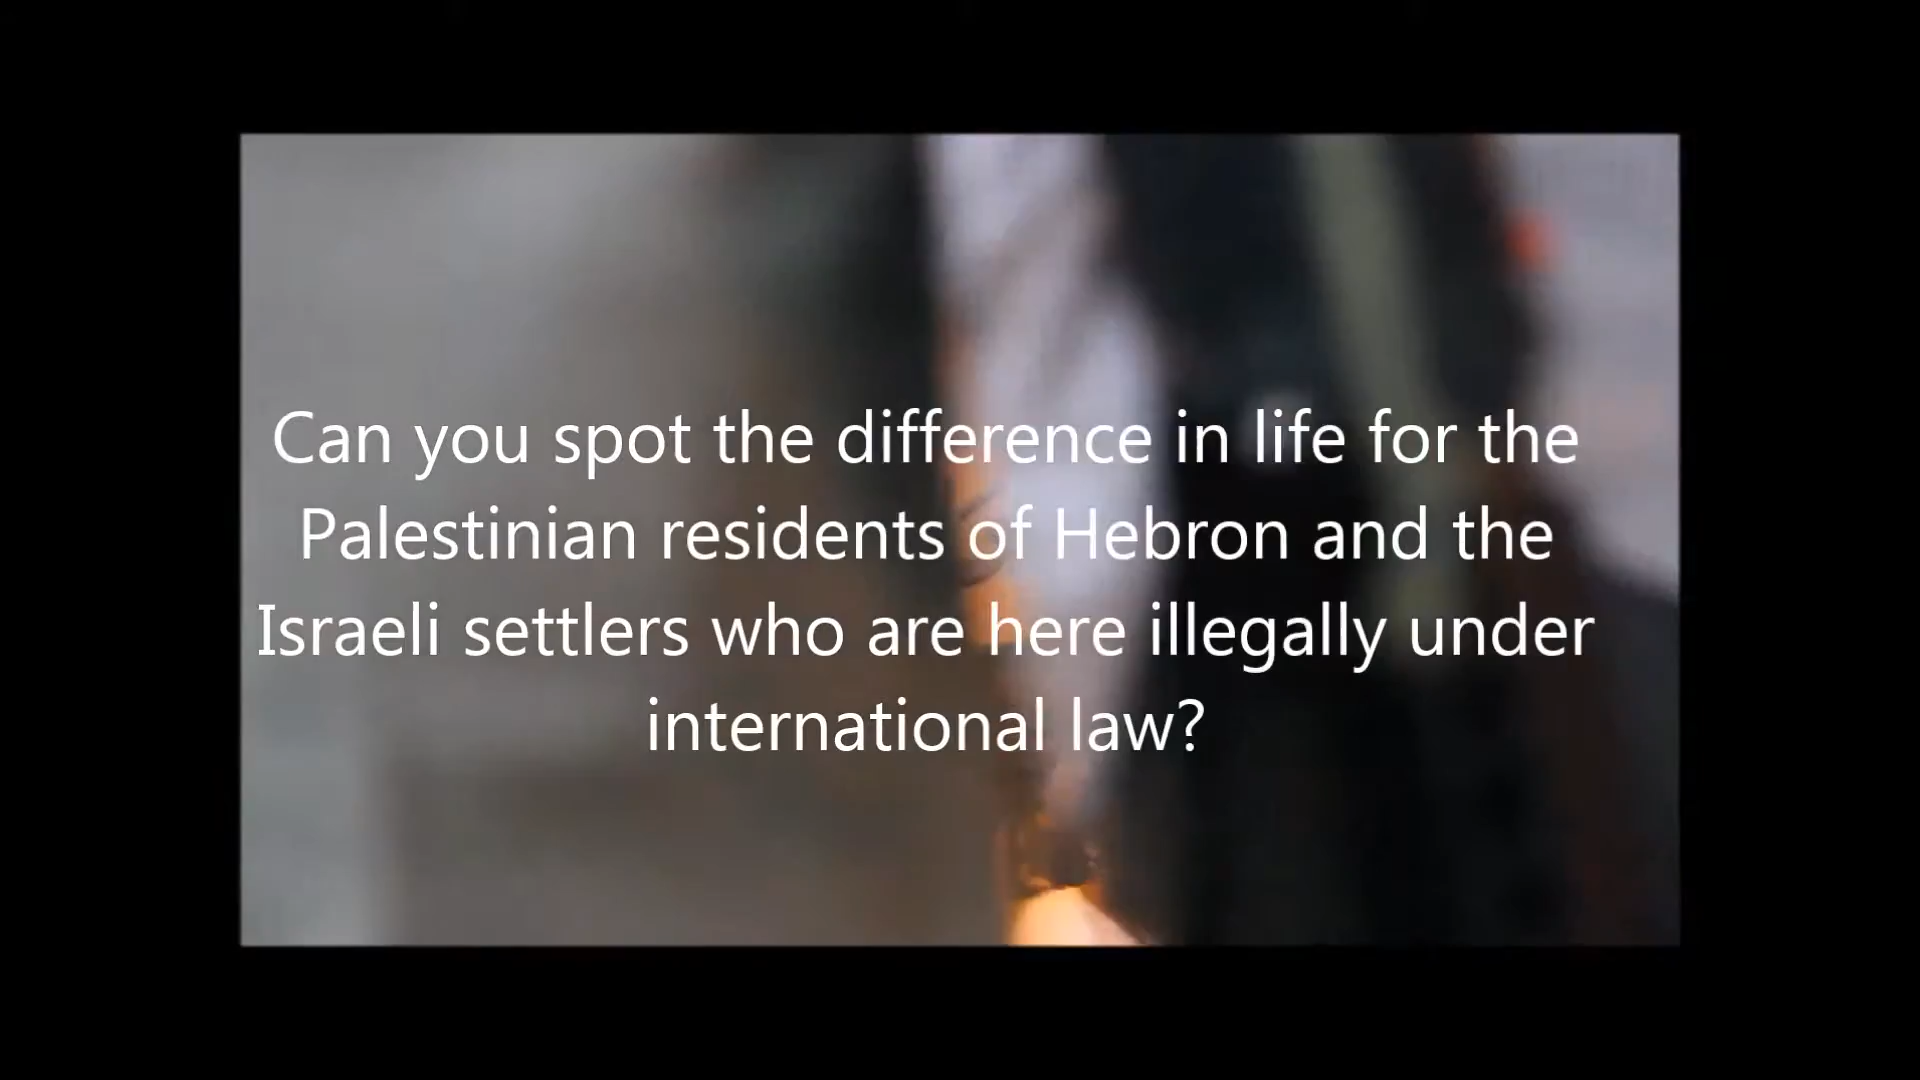 Can you spot the difference in life for the
Palestinian residents of Hebron and the
Israeli settlers who are here illegally under
international law?